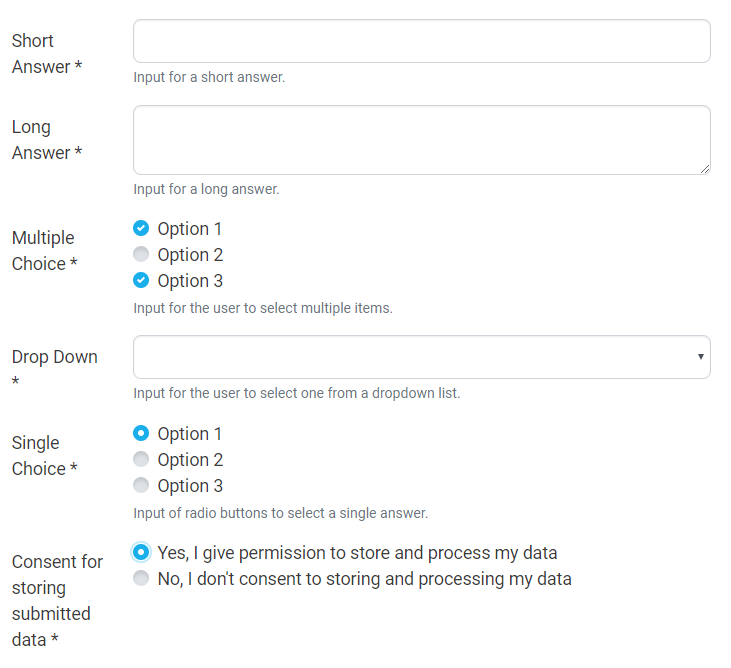 Short
Answer *
Input for a short answer.
Long
Answer *
Input for a long answer.
Multiple
Choice *
Option 1
Option 2
Option 3
Input for the user to select multiple items.
Drop Down
*
Input for the user to select one from a dropdown list.
Single
Choice *
Option 1
Option 2
Option 3
Input of radio buttons to select a single answer.
Consent for
storing
submitted
data *
Yes, I give permission to store and process my data
No, I don't consent to storing and processing my data